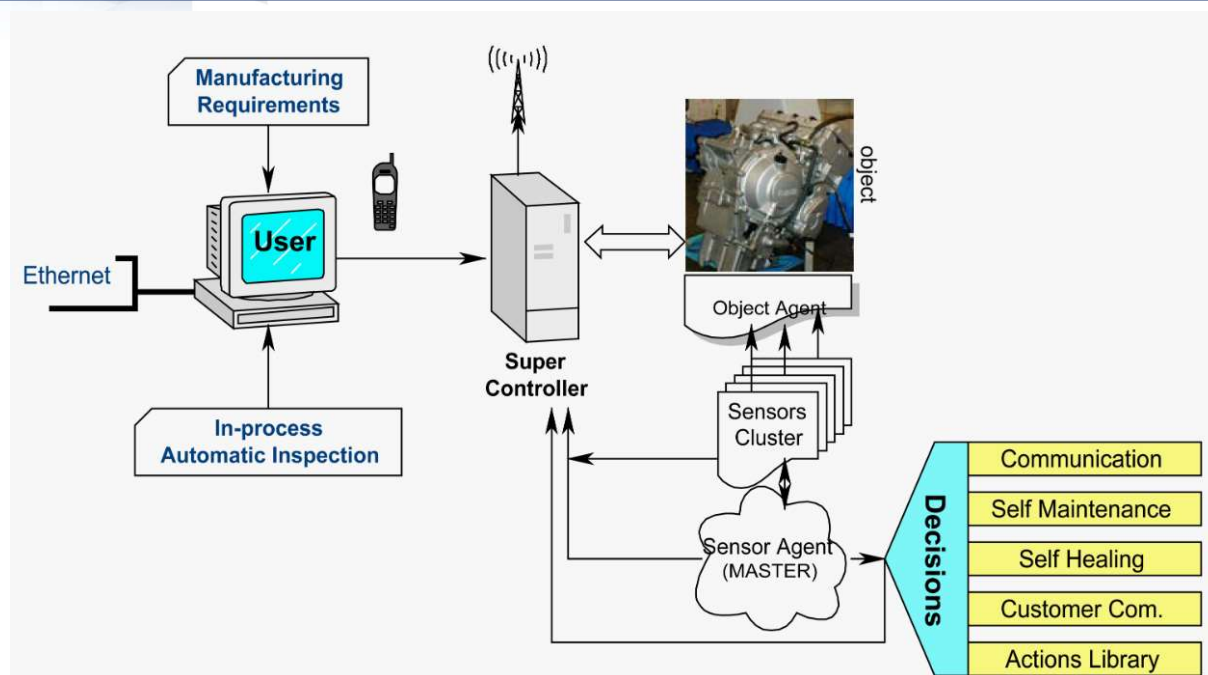 Manufacturing
Requirements
User
Ethernet
In-process
Automatic Inspection
Super
Controller
object
Object Agent
Sensors
Cluster
Sensor Agent
(MASTER)
Decisions
Communication
Self Maintenance
Self Healing
Customer Com.
Actions Library